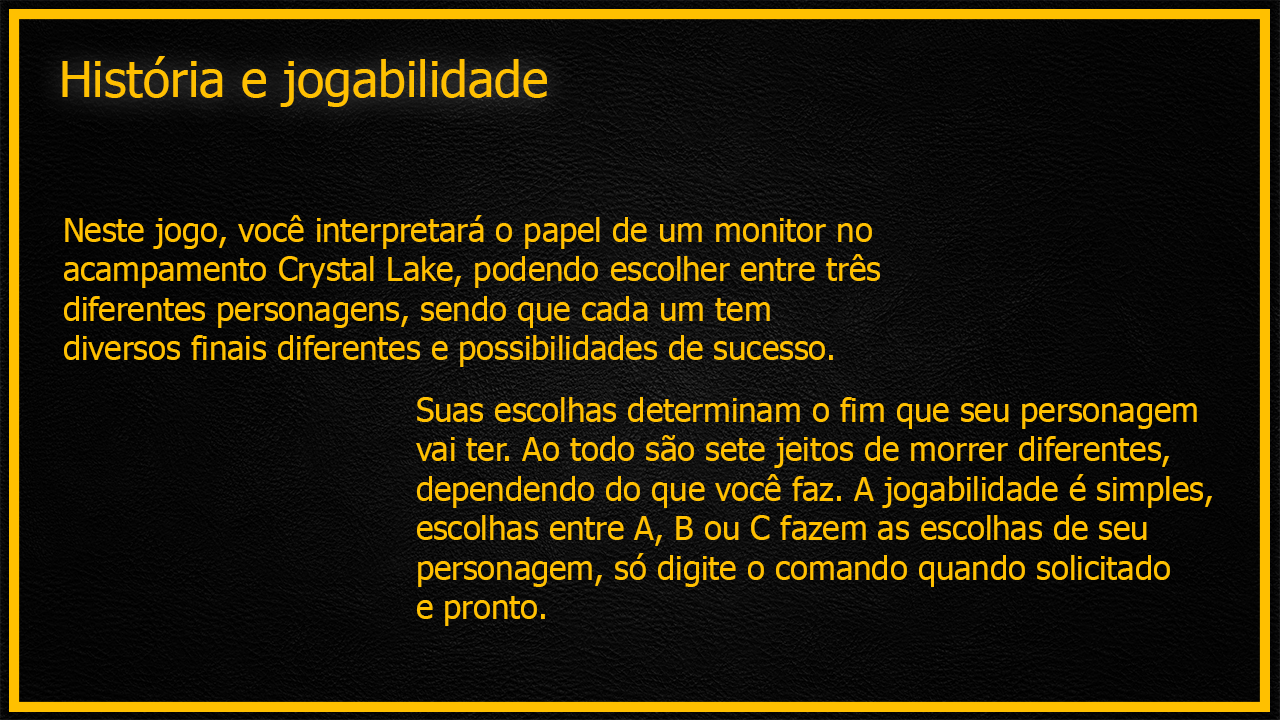 História e jogabilidade
Neste jogo, você interpretará o papel de um monitor no
acampamento Crystal Lake, podendo escolher entre três
diferentes personagens, sendo que cada um tem
diversos finais diferentes e possibilidades de sucesso.
Suas escolhas determinam o fim que seu personagem
vai ter. Ao todo são sete jeitos de morrer diferentes,
dependendo do que você faz. A jogabilidade é simples,
escolhas entre A, B ou C fazem as escolhas de seu
personagem, só digite o comando quando solicitado
e pronto.